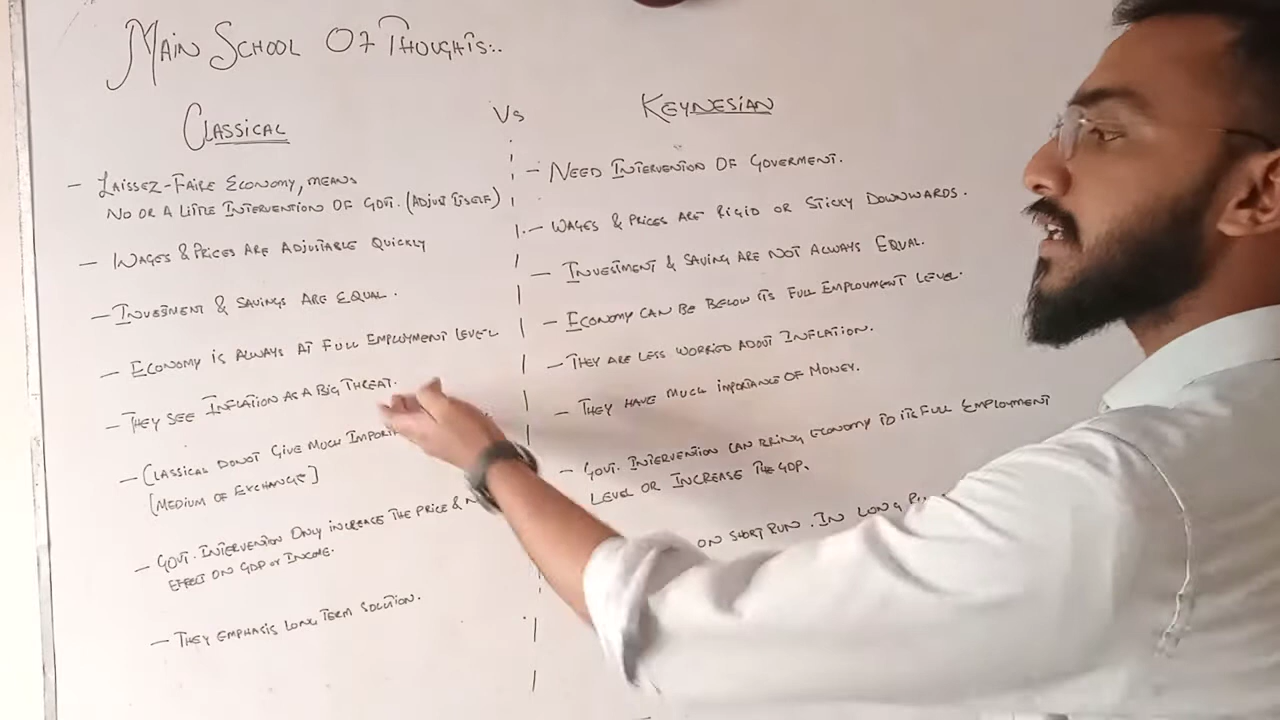 MAIN SCHOOL OF THOUGHTS:.
CLASSICAL
- LAISSEZ-FAIRE ECONOMY, MEANS
NO OR A LITTLE INTERVENTION OF GOVT. (ADJUST ITSELF)
- WAGES & PRICES ARE ADJUSTABLE QUICKLY
- INVESTMENT & SAVINGS ARE EQUAL.
- ECONOMY IS ALWAYS AT FULL EMPLOYMENT LEVEL
- THEY SEE INFLATION AS A BIG THREAT.
- CLASSICAL DONOT GIVE MUCH
[MEDIUM OF EXCHANGE]
- GOVT. INTERVENTION ONLY INCREASE THE PRICE &
EFFECT ON GDP or INCOME.
- THEY EMPHASIS LONG TERM SOLUTION.
Vs
KEYNESIAN
- NEED INTERVENTION OF GOVERMENT.
- WAGES & PRICES ARE RIGID OR STICKY DOWNWARDS.
- INVESTMENT & SAVING ARE NOT ALWAYS EQUAL.
- ECONOMY CAN BE BELOW ITS FULL EMPLOYMENT LEVEL.
- THEY ARE LESS WORRIED ABOUT INFLATION.
- THEY HAVE MUCH IMPORTANCE OF MONEY.
- GOVT. INTERVENTION CAN BRING ECONOMY TO ITS FULL EMPLOYMENT
LEVEL OR INCREASE THE GDP.
ON SHORT RUN. IN LONG